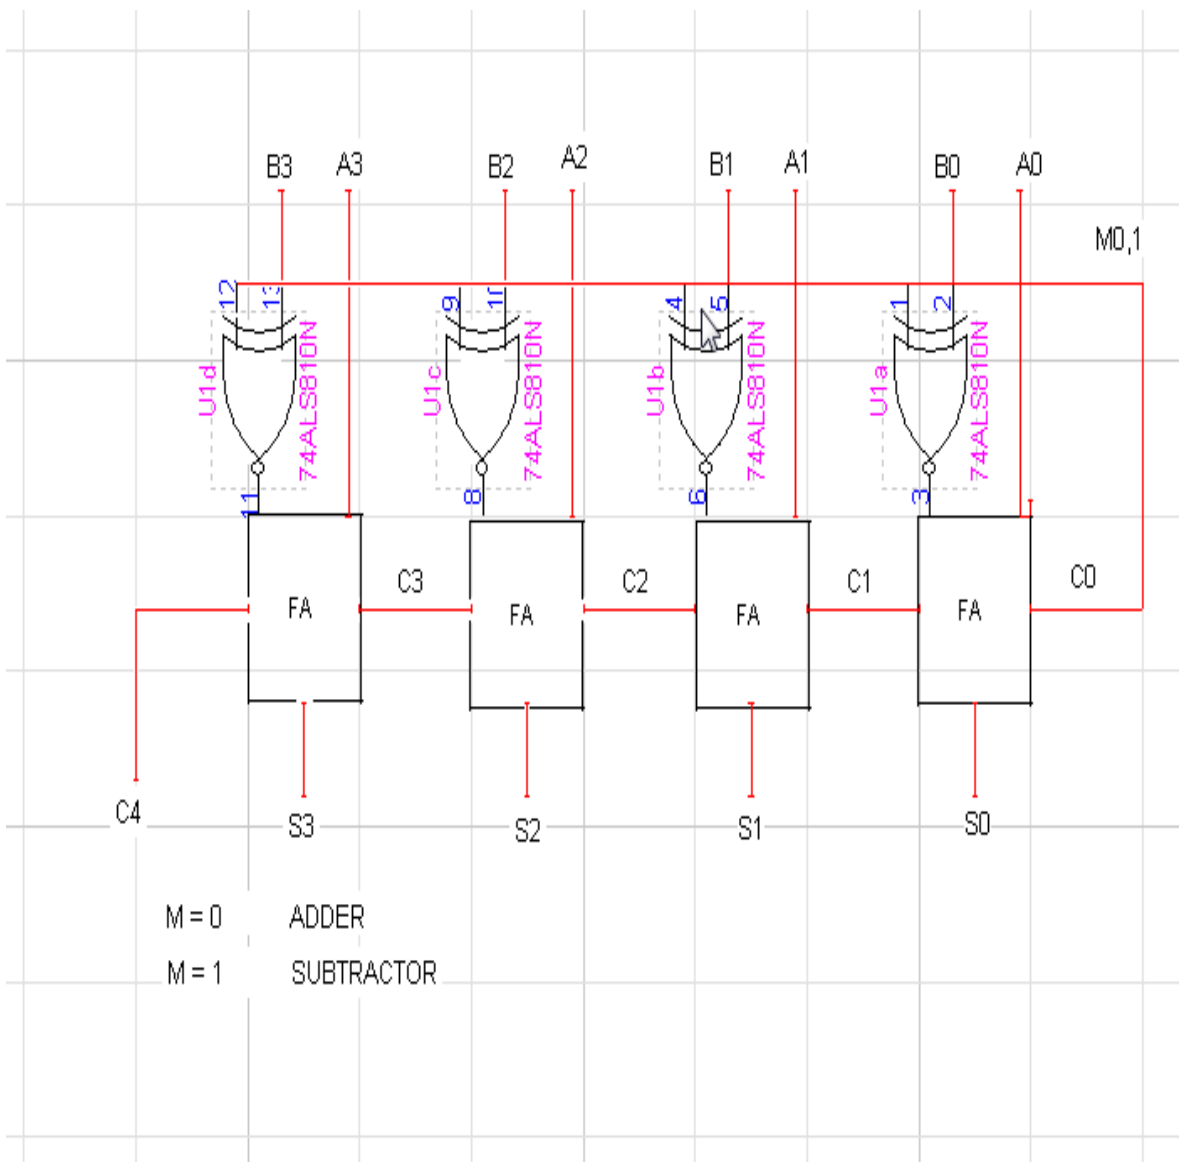 B3 A3 B2 A2 B1 A1 B0 A0
M0,1
12 13 9 10 4 5 1 2
U1d 74ALS810N U1c 74ALS810N U1b 74ALS810N U1a 74ALS810N
11 8 6 3
C3 C2 C1 C0
FA FA FA FA
C4 S3 S2 S1 S0
M = 0 ADDER
M = 1 SUBTRACTOR